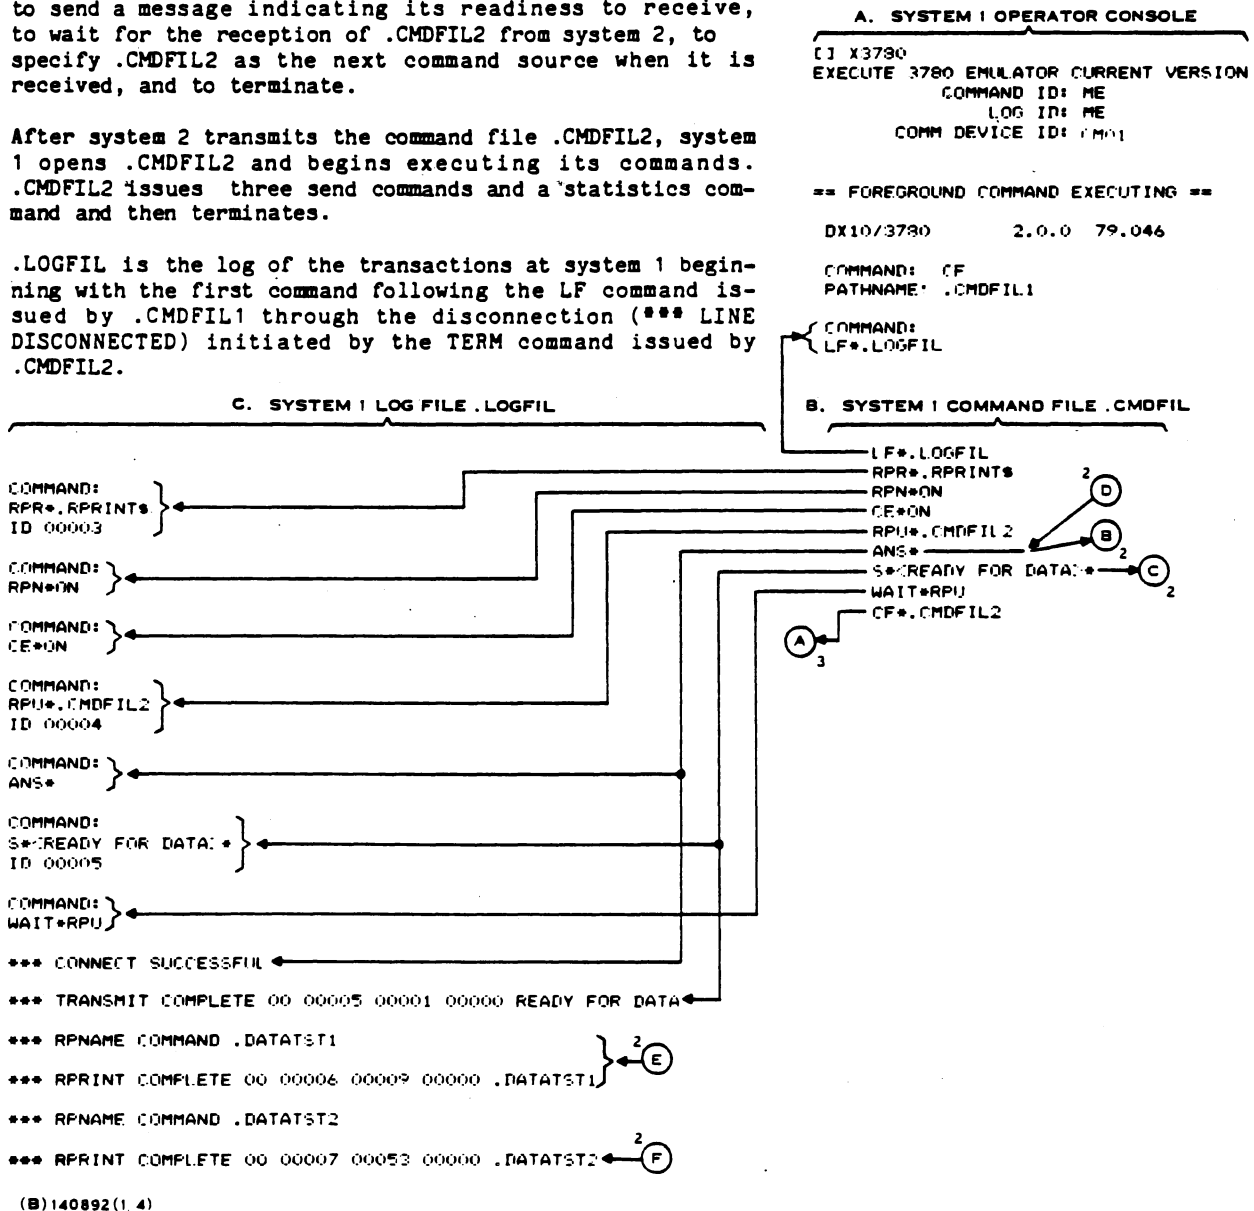 to send a message indicating its readiness to receive,
to wait for the reception of .CMDFIL2 from system 2, to
specify .CMDFIL2 as the next command source when it is
received, and to terminate.
After system 2 transmits the command file .CMDFIL2, system
1 opens .CMDFIL2 and begins executing its commands.
.CMDFIL2 issues three send commands and a statistics com-
mand and then terminates.
.LOGFIL is the log of the transactions at system 1 begin-
ning with the first command following the LF command is-
sued by .CMDFIL1 through the disconnection (*** LINE
DISCONNECTED) initiated by the TERM command issued by
.CMDFIL2.
A. SYSTEM 1 OPERATOR CONSOLE
[] X3780
EXECUTE 3780 EMULATOR CURRENT VERSION
COMMAND ID: ME
LOG ID: ME
COMM DEVICE ID: CM01
== FOREGROUND COMMAND EXECUTING ==
DX10/3780 2.0.0 79.046
COMMAND: CF
PATHNAME: .CMDFIL1
COMMAND:
LF*.LOGFIL
C. SYSTEM 1 LOG FILE .LOGFIL
COMMAND:
RPR*.RPRINT$
ID 00003
COMMAND:
RPN*ON
COMMAND:
CE*ON
COMMAND:
RPU*.CMDFIL2
ID 00004
COMMAND:
ANS*
COMMAND:
S*[READY FOR DATA] *
ID 00005
COMMAND:
WAIT*RPU
*** CONNECT SUCCESSFUL
*** TRANSMIT COMPLETE 00 00005 00001 00000 READY FOR DATA
*** RPNAME COMMAND .DATATST1
*** RPRINT COMPLETE 00 00006 00009 00000 .DATATST1
2 E
*** RPNAME COMMAND .DATATST2
*** RPRINT COMPLETE 00 00007 00053 00000 .DATATST2
2 F
B. SYSTEM 1 COMMAND FILE .CMDFIL
LF*.LOGFIL
RPR*.RPRINT$
RPN*ON
CE*ON
RPU*.CMDFIL2
ANS*
S*[READY FOR DATA]*
WAIT*RPU
CF*.CMDFIL2
2 D
B 2
C 2
A 3
(B)140892(1 4)